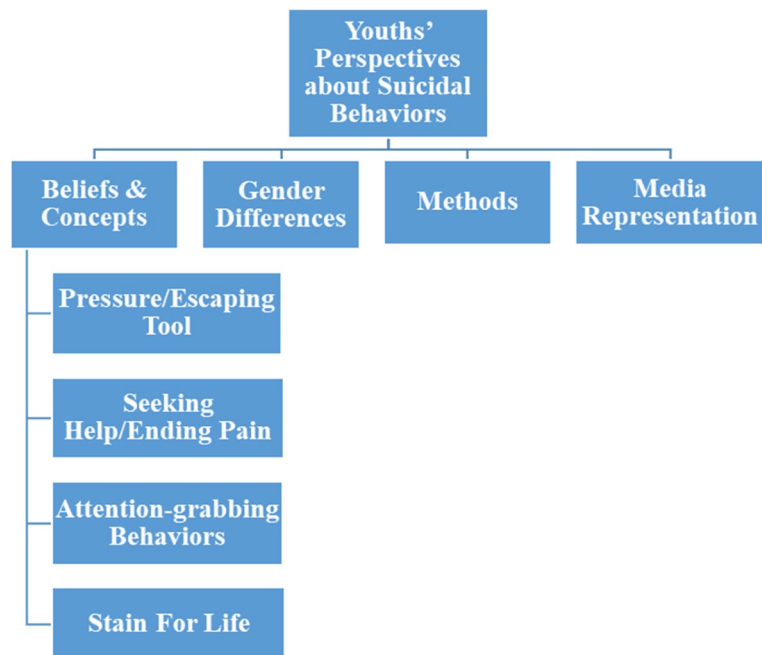 Youths’
Perspectives
about Suicidal
Behaviors
Beliefs &
Concepts
Gender
Differences
Methods
Media
Representation
Pressure/Escaping
Tool
Seeking
Help/Ending Pain
Attention-grabbing
Behaviors
Stain For Life